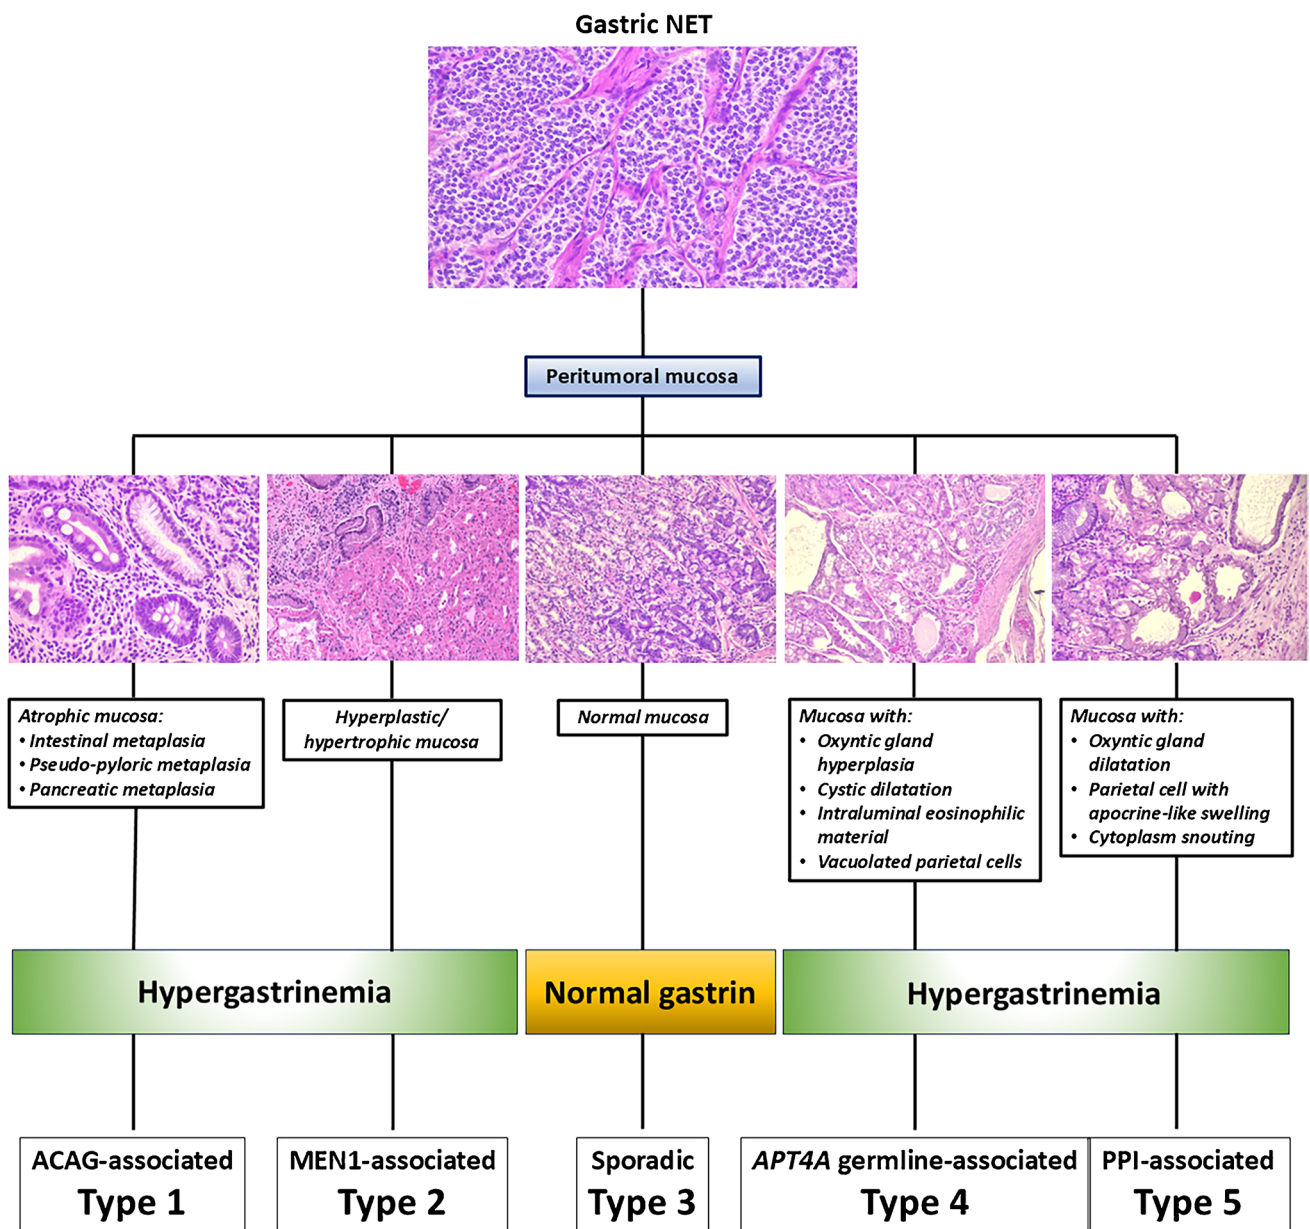 Gastric NET
Peritumoral mucosa
Atrophic mucosa:
• Intestinal metaplasia
• Pseudo-pyloric metaplasia
• Pancreatic metaplasia
Hyperplastic/
hypertrophic mucosa
Normal mucosa
Mucosa with:
• Oxyntic gland
hyperplasia
• Cystic dilatation
• Intraluminal eosinophilic
material
• Vacuolated parietal cells
Mucosa with:
• Oxyntic gland
dilatation
• Parietal cell with
apocrine-like swelling
• Cytoplasm snouting
Hypergastrinemia
Normal gastrin
Hypergastrinemia
ACAG-associated
Type 1
MEN1-associated
Type 2
Sporadic
Type 3
APT4A germline-associated
Type 4
PPI-associated
Type 5